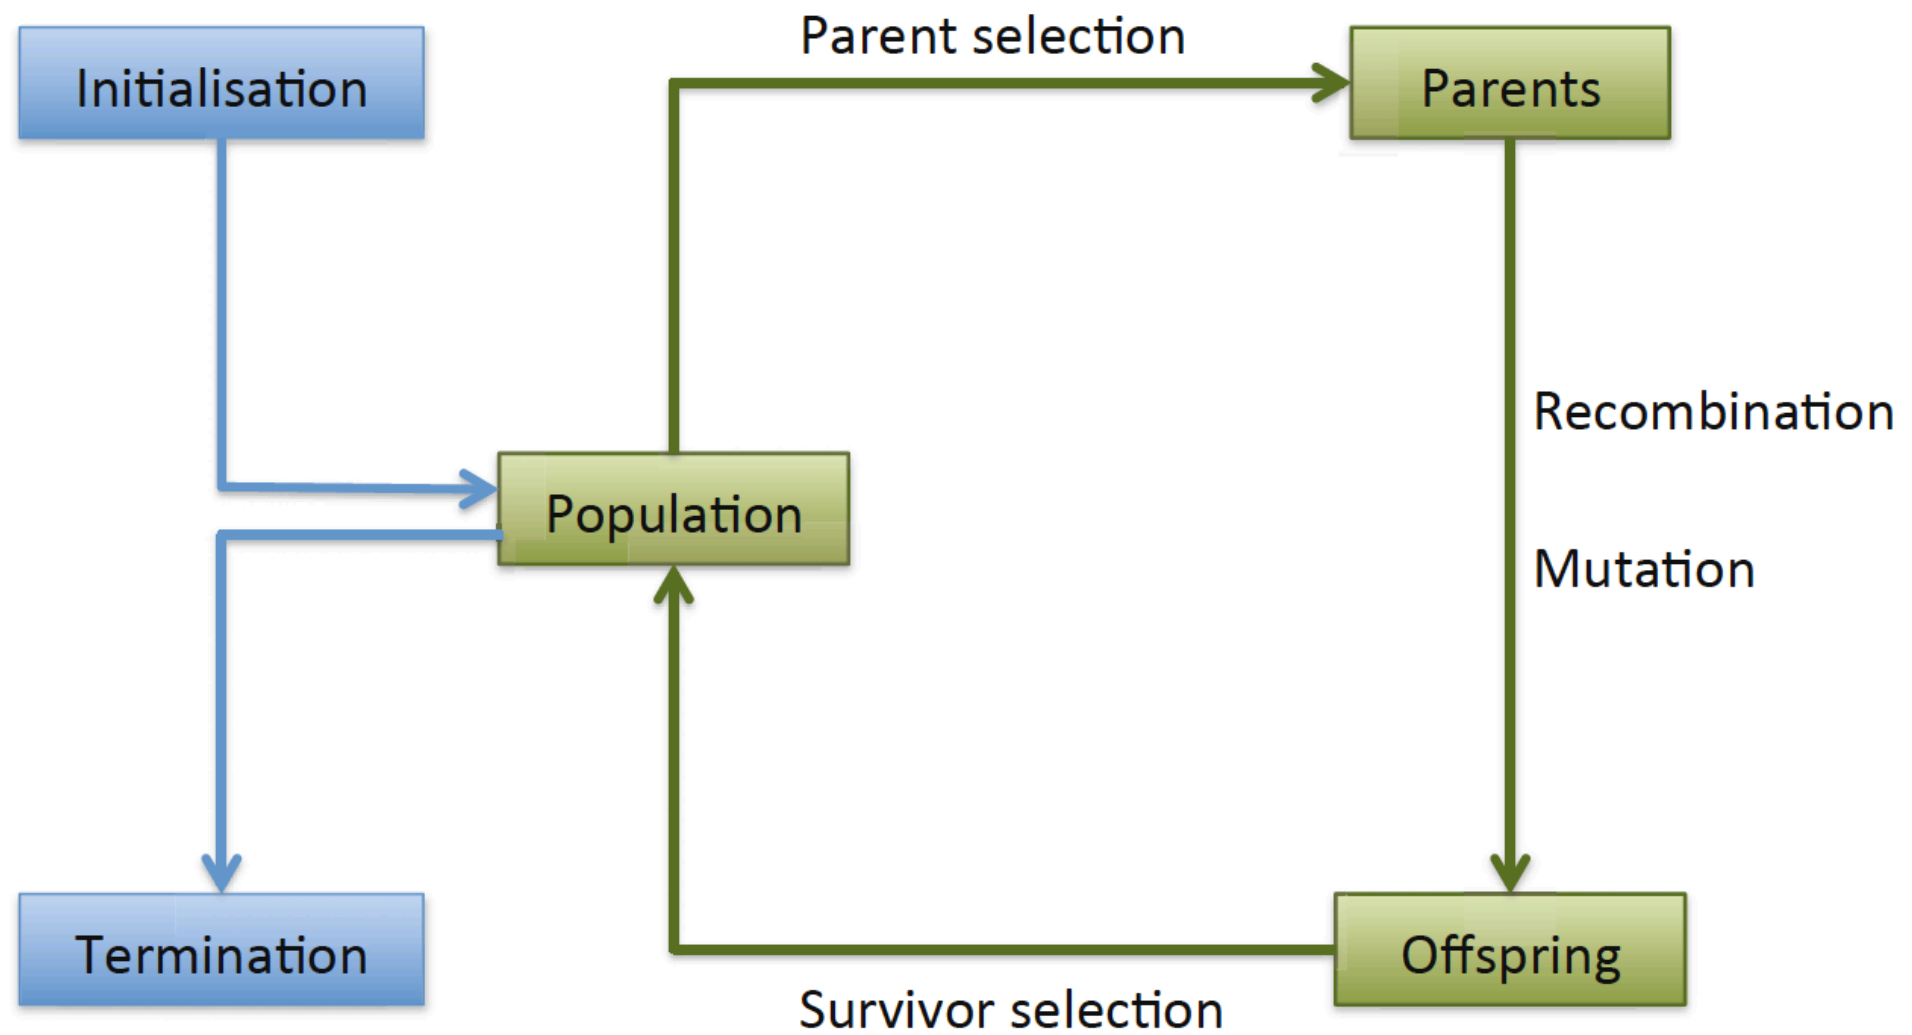 Initialisation
Parent selection
Parents
Recombination
Population
Mutation
Termination
Offspring
Survivor selection